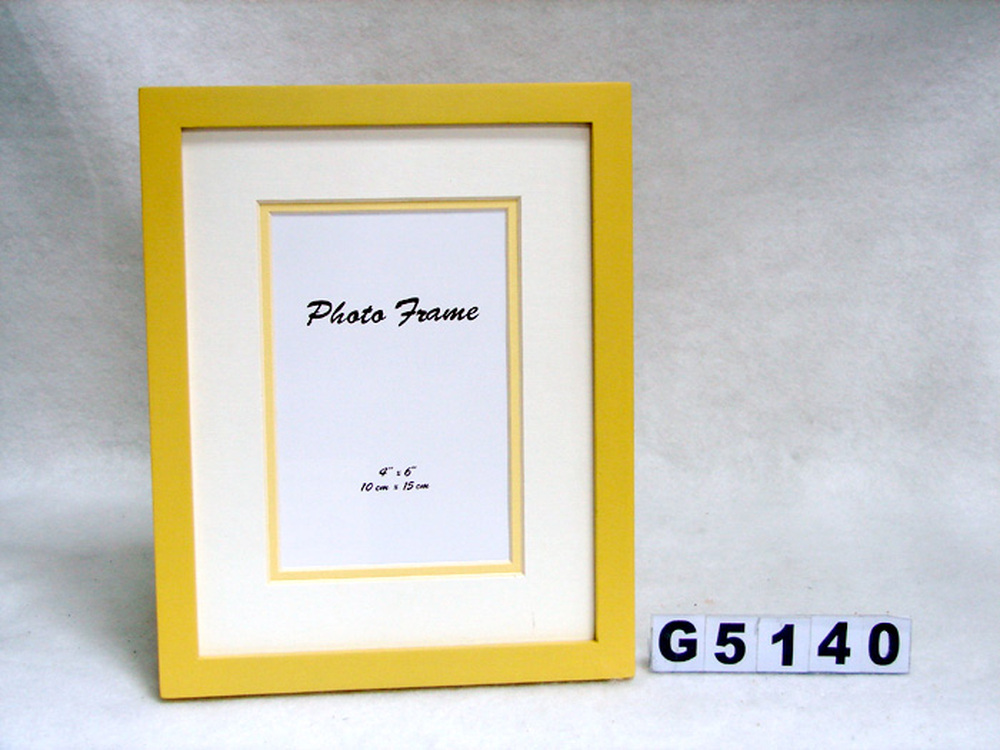 Photo Frame
4" x 6"
10 cm x 15 cm
G5140